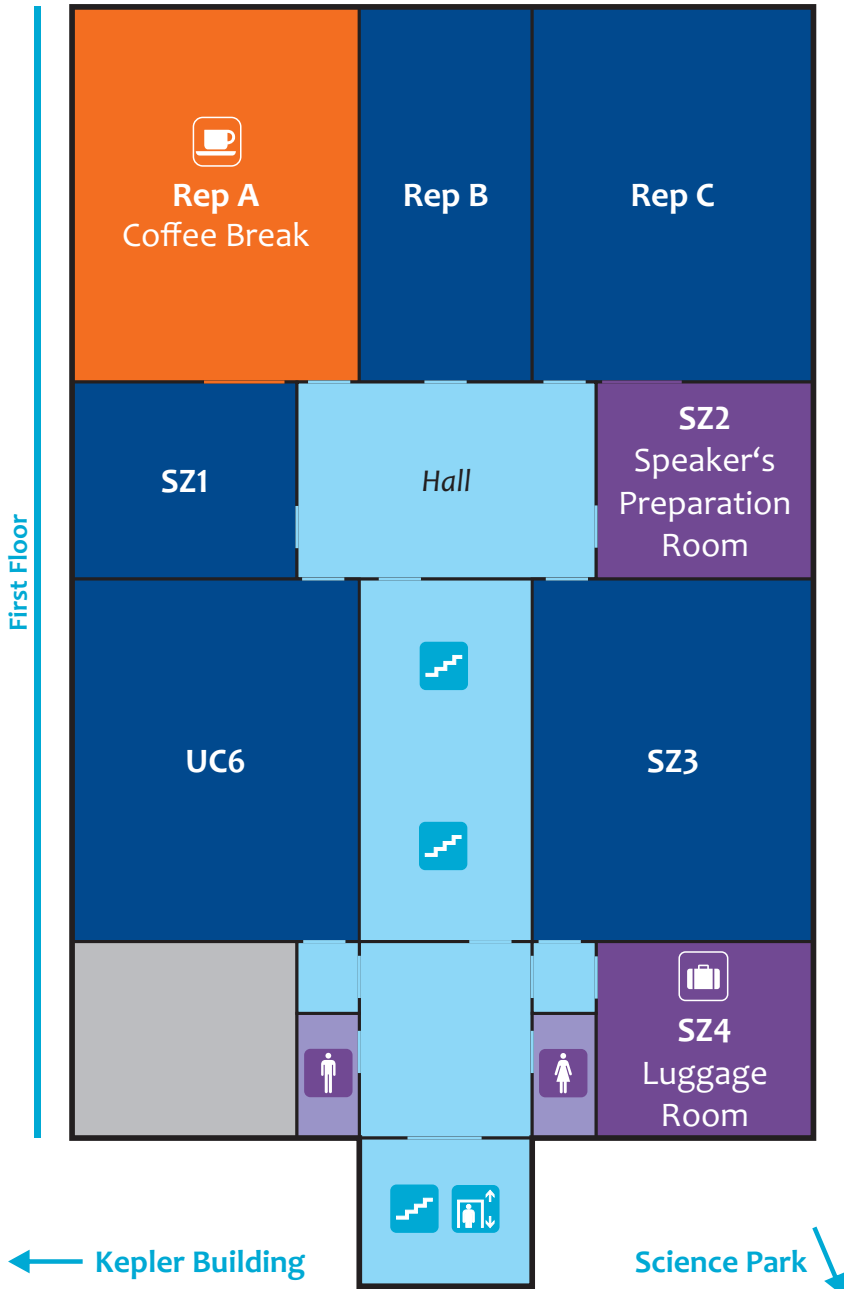 Rep A
Coffee Break
Rep B
Rep C
SZ1
Hall
SZ2
Speaker‘s
Preparation
Room
First Floor
UC6
SZ3
SZ4
Luggage
Room
Kepler Building
Science Park